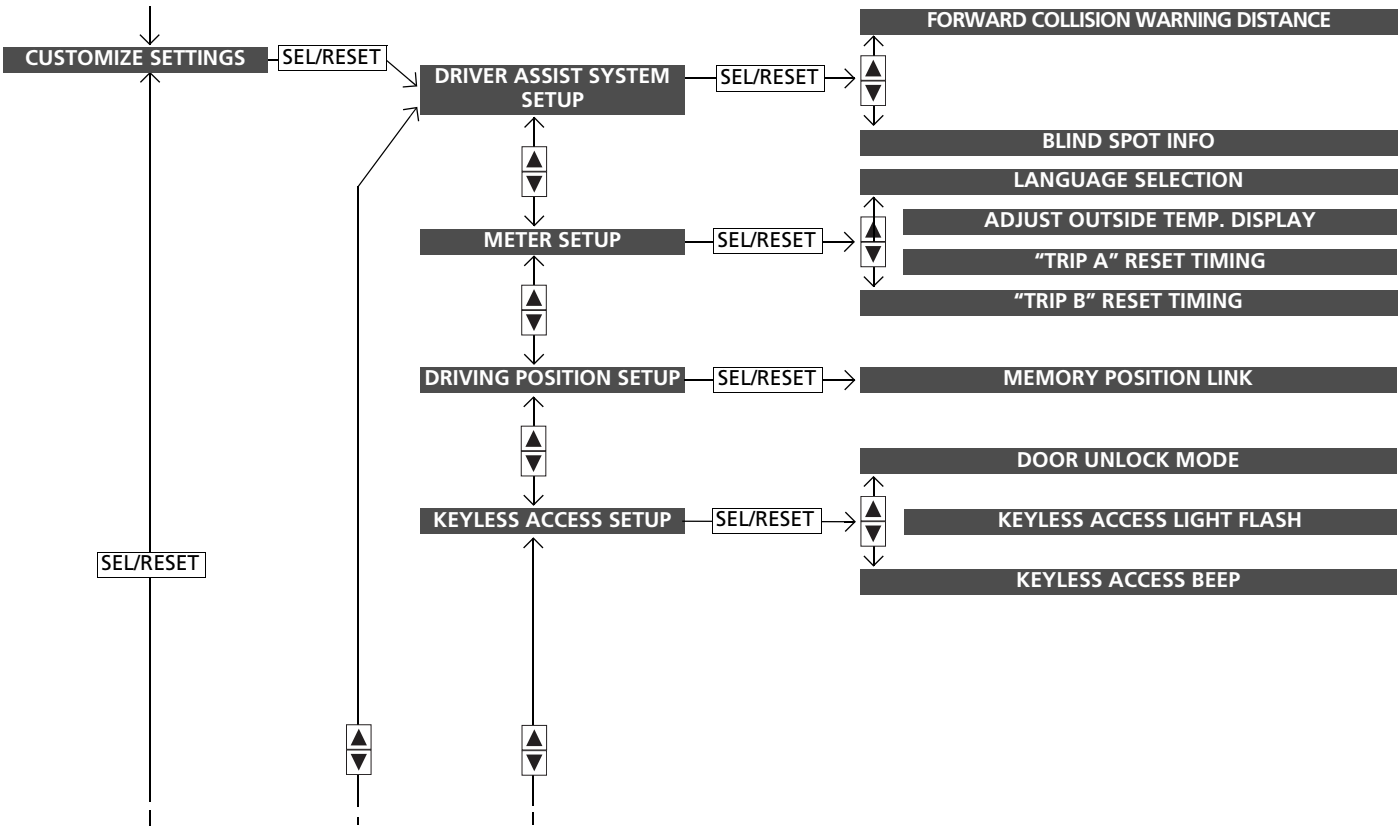 FORWARD COLLISION WARNING DISTANCE
CUSTOMIZE SETTINGS
SEL/RESET
DRIVER ASSIST SYSTEM
SETUP
SEL/RESET
BLIND SPOT INFO
LANGUAGE SELECTION
ADJUST OUTSIDE TEMP. DISPLAY
METER SETUP
SEL/RESET
“TRIP A” RESET TIMING
“TRIP B” RESET TIMING
DRIVING POSITION SETUP
SEL/RESET
MEMORY POSITION LINK
DOOR UNLOCK MODE
KEYLESS ACCESS SETUP
SEL/RESET
KEYLESS ACCESS LIGHT FLASH
SEL/RESET
KEYLESS ACCESS BEEP